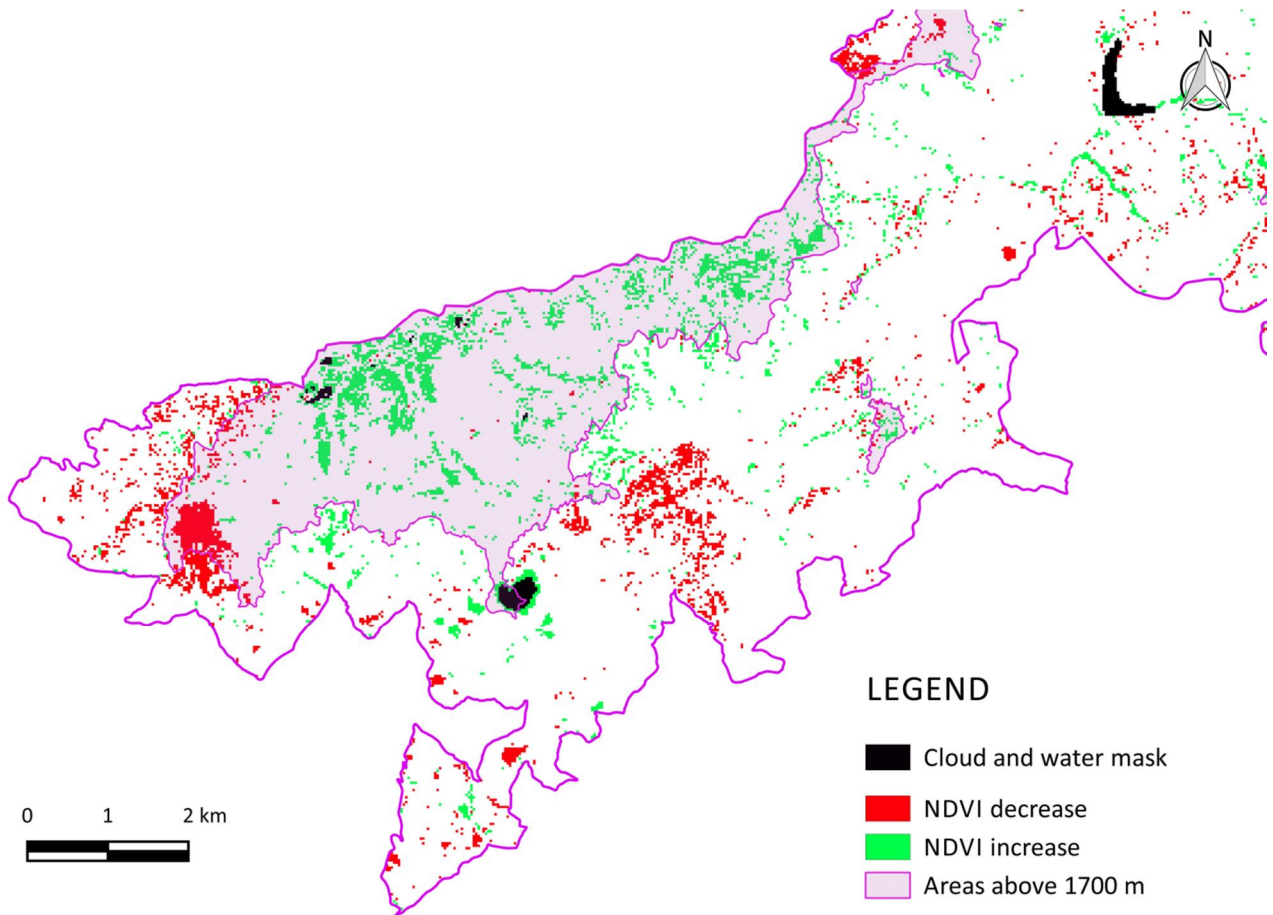 N
LEGEND
Cloud and water mask
NDVI decrease
NDVI increase
Areas above 1700 m
0 1 2 km